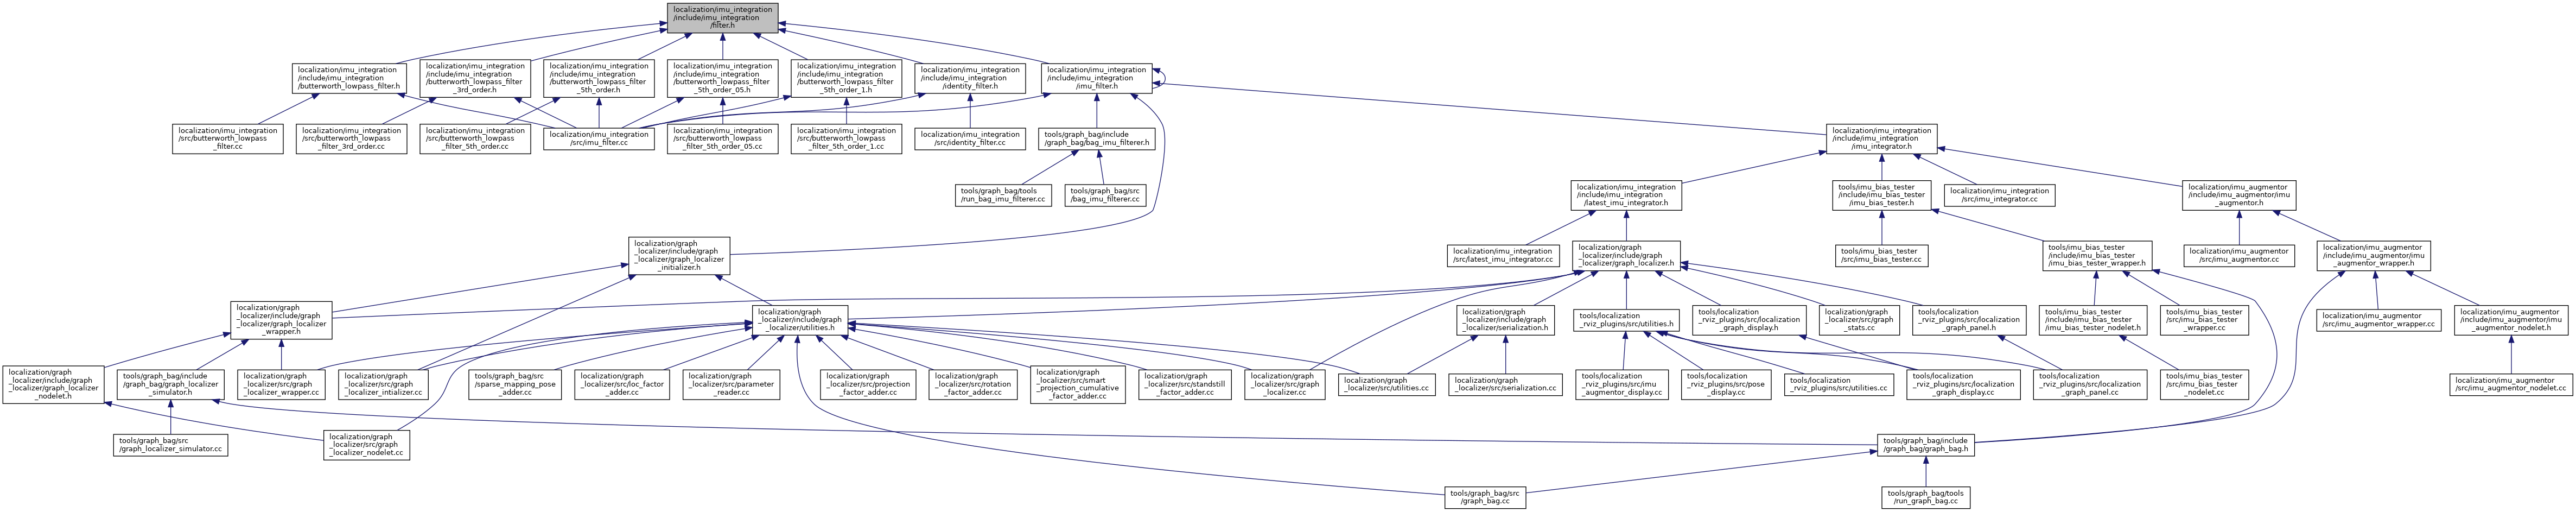 localization/imu_integration
/include/imu_integration
/filter.h
localization/imu_integration
/include/imu_integration
/butterworth_lowpass_filter.h
localization/imu_integration
/include/imu_integration
/butterworth_lowpass_filter
_3rd_order.h
localization/imu_integration
/include/imu_integration
/butterworth_lowpass_filter
_5th_order.h
localization/imu_integration
/include/imu_integration
/butterworth_lowpass_filter
_5th_order_05.h
localization/imu_integration
/include/imu_integration
/butterworth_lowpass_filter
_5th_order_1.h
localization/imu_integration
/include/imu_integration
/identity_filter.h
localization/imu_integration
/include/imu_integration
/imu_filter.h
localization/imu_integration
/src/butterworth_lowpass
_filter.cc
localization/imu_integration
/src/butterworth_lowpass
_filter_3rd_order.cc
localization/imu_integration
/src/butterworth_lowpass
_filter_5th_order.cc
localization/imu_integration
/src/imu_filter.cc
localization/imu_integration
/src/butterworth_lowpass
_filter_5th_order_05.cc
localization/imu_integration
/src/butterworth_lowpass
_filter_5th_order_1.cc
localization/imu_integration
/src/identity_filter.cc
tools/graph_bag/include
/graph_bag/bag_imu_filterer.h
localization/imu_integration
/include/imu_integration
/imu_integrator.h
tools/graph_bag/tools
/run_bag_imu_filterer.cc
tools/graph_bag/src
/bag_imu_filterer.cc
localization/imu_integration
/include/imu_integration
/latest_imu_integrator.h
tools/imu_bias_tester
/include/imu_bias_tester
/imu_bias_tester.h
localization/imu_integration
/src/imu_integrator.cc
localization/imu_augmentor
/include/imu_augmentor/imu
_augmentor.h
localization/graph
_localizer/include/graph
_localizer/graph_localizer
_initializer.h
localization/imu_integration
/src/latest_imu_integrator.cc
localization/graph
_localizer/include/graph
_localizer/graph_localizer.h
tools/imu_bias_tester
/src/imu_bias_tester.cc
tools/imu_bias_tester
/include/imu_bias_tester
/imu_bias_tester_wrapper.h
localization/imu_augmentor
/src/imu_augmentor.cc
localization/imu_augmentor
/include/imu_augmentor/imu
_augmentor_wrapper.h
localization/graph
_localizer/include/graph
_localizer/graph_localizer
_wrapper.h
localization/graph
_localizer/include/graph
_localizer/utilities.h
localization/graph
_localizer/include/graph
_localizer/serialization.h
tools/localization
_rviz_plugins/src/utilities.h
tools/localization
_rviz_plugins/src/localization
_graph_display.h
localization/graph
_localizer/src/graph
_stats.cc
tools/localization
_rviz_plugins/src/localization
_graph_panel.h
tools/imu_bias_tester
/include/imu_bias_tester
/imu_bias_tester_nodelet.h
tools/imu_bias_tester
/src/imu_bias_tester
_wrapper.cc
localization/imu_augmentor
/src/imu_augmentor_wrapper.cc
localization/imu_augmentor
/include/imu_augmentor/imu
_augmentor_nodelet.h
localization/graph
_localizer/include/graph
_localizer/graph_localizer
_nodelet.h
tools/graph_bag/include
/graph_bag/graph_localizer
_simulator.h
localization/graph
_localizer/src/graph
_localizer_wrapper.cc
localization/graph
_localizer/src/graph
_localizer_intializer.cc
tools/graph_bag/src
/sparse_mapping_pose
_adder.cc
localization/graph
_localizer/src/loc_factor
_adder.cc
localization/graph
_localizer/src/parameter
_reader.cc
localization/graph
_localizer/src/projection
_factor_adder.cc
localization/graph
_localizer/src/rotation
_factor_adder.cc
localization/graph
_localizer/src/smart
_projection_cumulative
_factor_adder.cc
localization/graph
_localizer/src/standstill
_factor_adder.cc
localization/graph
_localizer/src/graph
_localizer.cc
localization/graph
_localizer/src/utilities.cc
localization/graph
_localizer/src/serialization.cc
tools/localization
_rviz_plugins/src/imu
_augmentor_display.cc
tools/localization
_rviz_plugins/src/pose
_display.cc
tools/localization
_rviz_plugins/src/utilities.cc
tools/localization
_rviz_plugins/src/localization
_graph_display.cc
tools/localization
_rviz_plugins/src/localization
_graph_panel.cc
tools/imu_bias_tester
/src/imu_bias_tester
_nodelet.cc
localization/imu_augmentor
/src/imu_augmentor_nodelet.cc
tools/graph_bag/src
/graph_localizer_simulator.cc
localization/graph
_localizer/src/graph
_localizer_nodelet.cc
tools/graph_bag/include
/graph_bag/graph_bag.h
tools/graph_bag/src
/graph_bag.cc
tools/graph_bag/tools
/run_graph_bag.cc